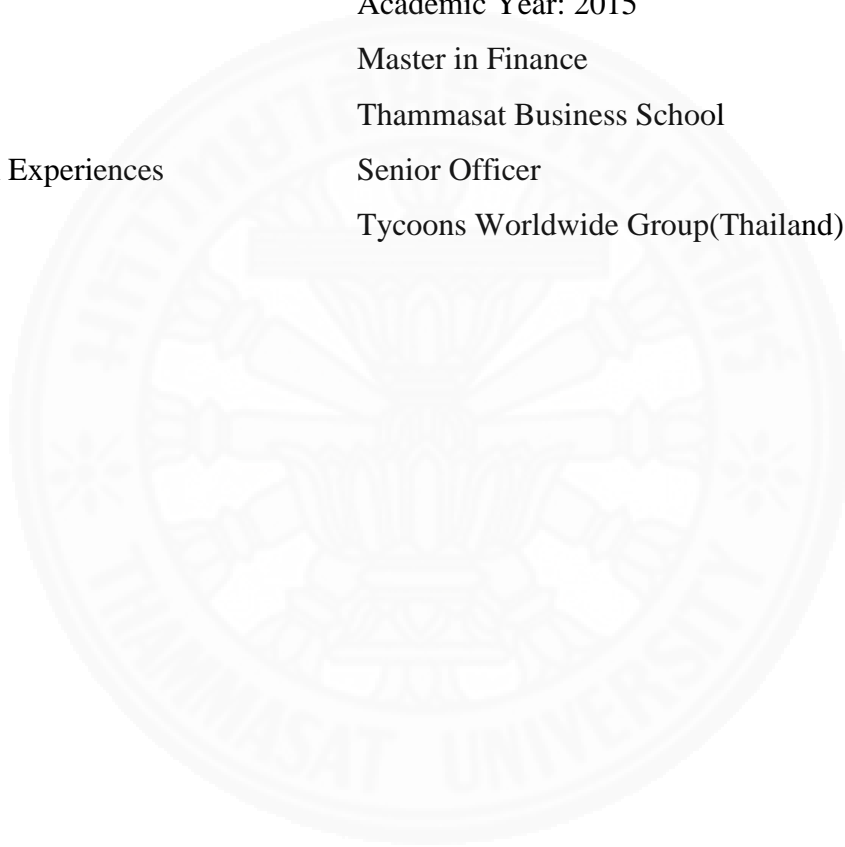 Academic Year: 2015
Master in Finance
Thammasat Business School
Experiences Senior Officer
Tycoons Worldwide Group(Thailand)
THAMMASAT UNIVERSITY